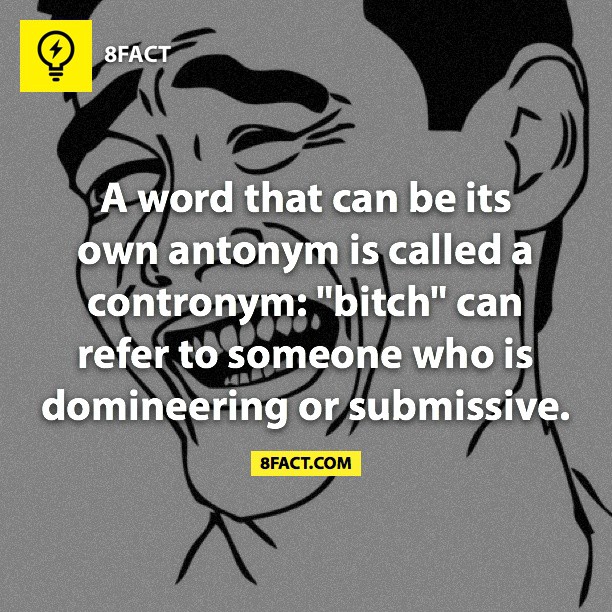 8FACT
A word that can be its
own antonym is called a
contronym: "bitch" can
refer to someone who is
domineering or submissive.
8FACT.COM